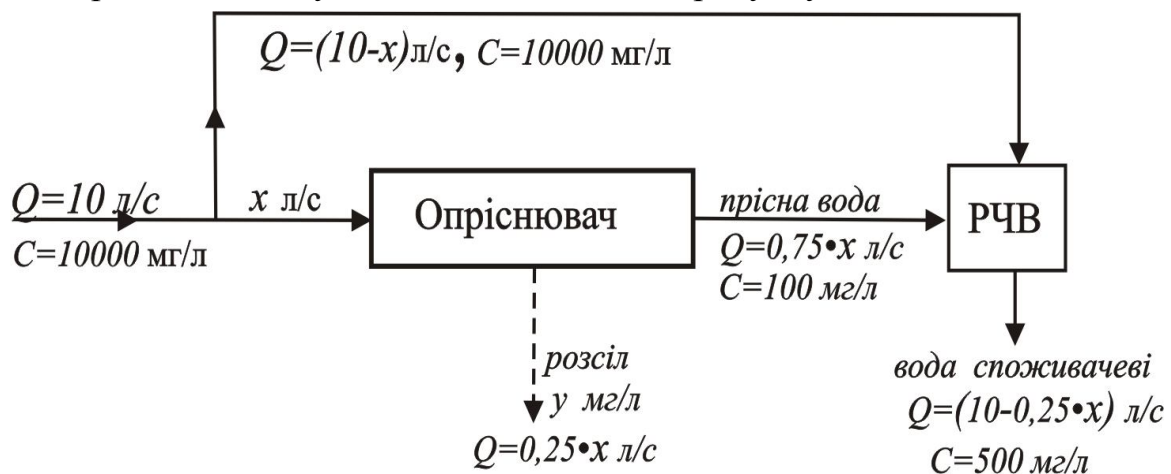 Q=(10-x)л/с, С=10000 мг/л
Q=10 л/с
С=10000 мг/л
x л/с
Опріснювач
прісна вода
Q=0,75•x л/с
С=100 мг/л
РЧВ
розсіл
у мг/л
Q=0,25•x л/с
вода споживачеві
Q=(10-0,25•x) л/с
С=500 мг/л